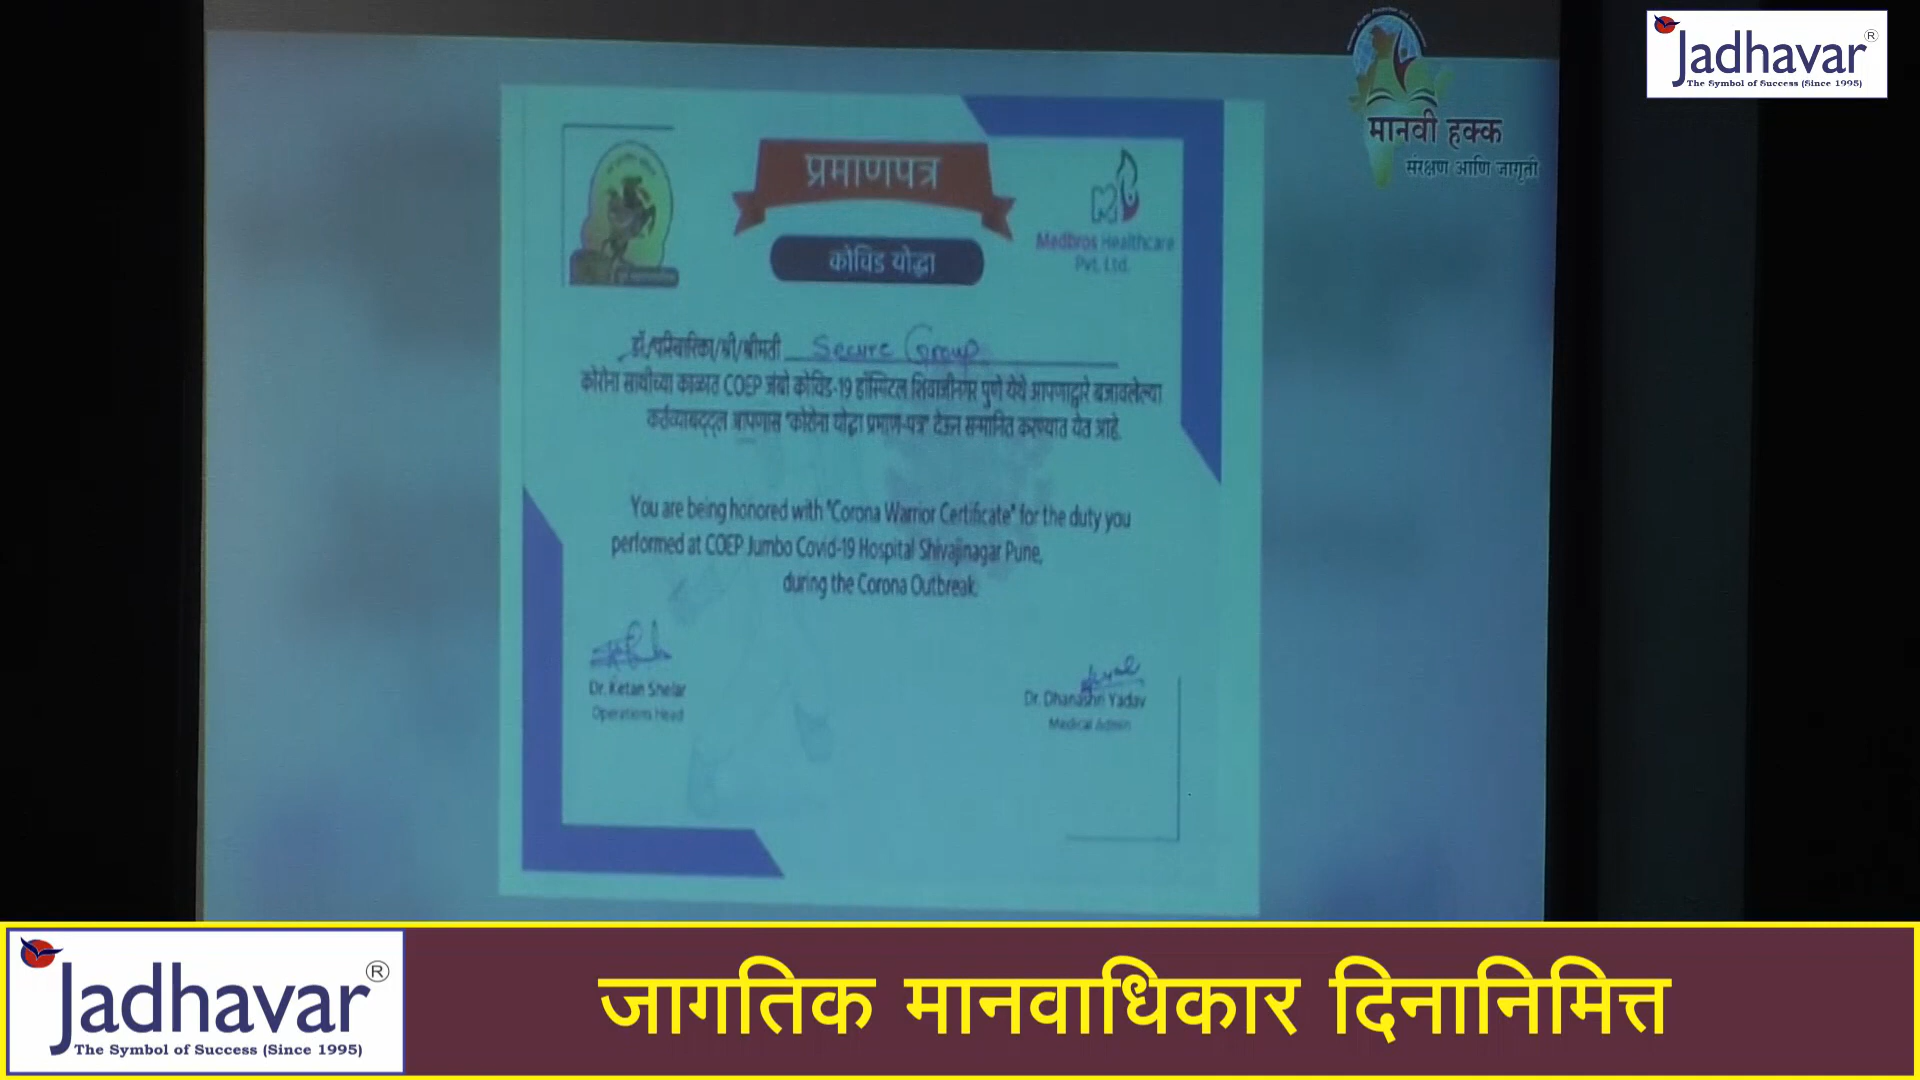 Jadhavar®
The Symbol of Success (Since 1995)
मानवी हक्क
संरक्षण आणि जागृती
प्रमाणपत्र
कोविड योद्धा
Medbros Healthcare
Pvt. Ltd.
डॉ./परिचारिका/श्री/श्रीमती Secure Group
कोरोना साथीच्या काळात COEP जंबो कोविड-19 हॉस्पिटल शिवाजीनगर पुणे येथे आपणाद्वारे बजावलेल्या
कर्तव्याबद्द्ल आपणास "कोरोना योद्धा प्रमाण-पत्र" देऊन सन्मानित करण्यात येत आहे.
You are being honored with "Corona Warrior Certificate" for the duty you
performed at COEP Jumbo Covid-19 Hospital Shivajinagar Pune,
during the Corona Outbreak.
Dr. Ketan Shelar
Operations Head
Dr. Dhanashri Yadav
Medical Admin
Jadhavar®
The Symbol of Success (Since 1995)
जागतिक मानवाधिकार दिनानिमित्त